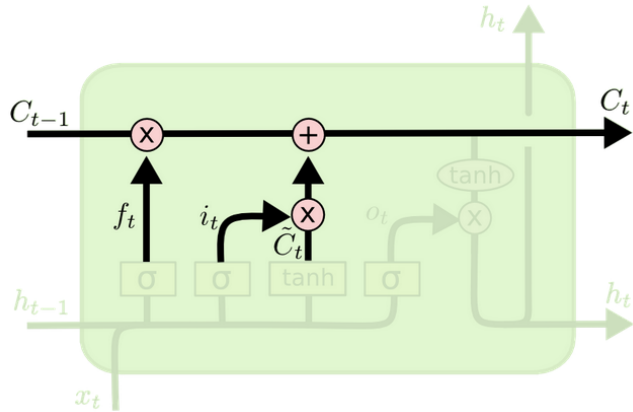 h_t
C_{t-1} × + C_t
tanh
f_t i_t × o_t ×
C̃_t
σ σ tanh σ
h_{t-1} h_t
x_t